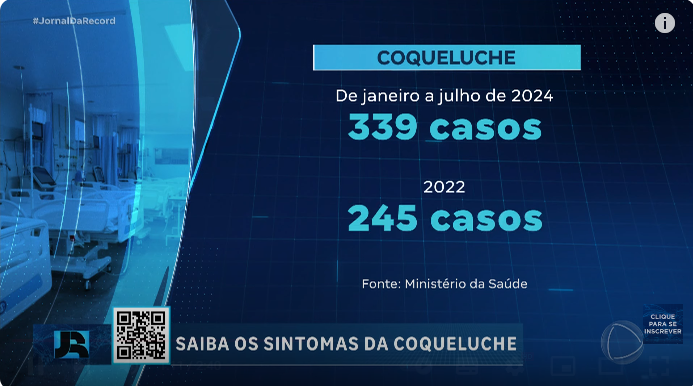 #JornalDaRecord
COQUELUCHE
De janeiro a julho de 2024
339 casos
2022
245 casos
Fonte: Ministério da Saúde
JR
SAIBA OS SINTOMAS DA COQUELUCHE
CLIQUE
PARA SE
INSCREVER